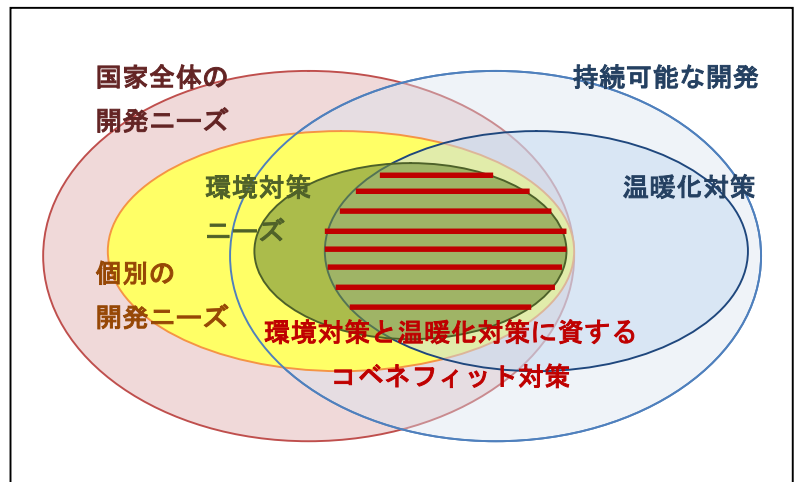 国家全体の
開発ニーズ
持続可能な開発
環境対策
ニーズ
温暖化対策
個別の
開発ニーズ
環境対策と温暖化対策に資する
コベネフィット対策